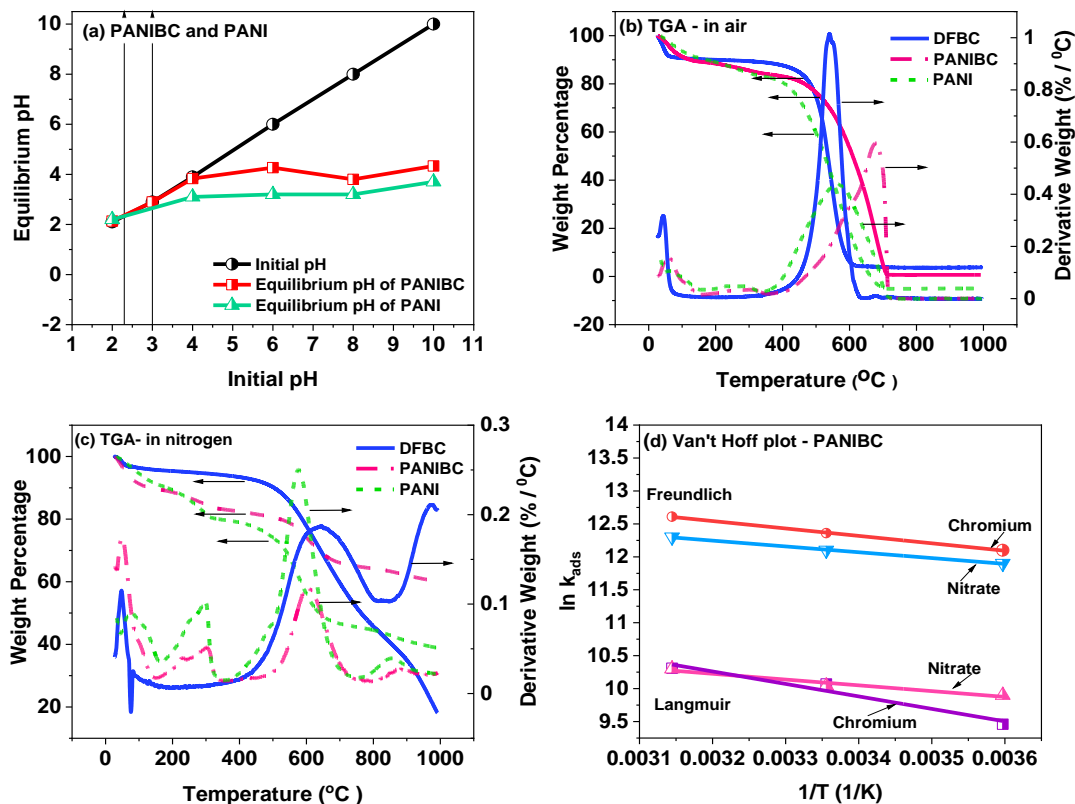 (a) PANIBC and PANI
Equilibrium pH
10
8
6
4
2
0
-2
Initial pH
Equilibrium pH of PANIBC
Equilibrium pH of PANI
1 2 3 4 5 6 7 8 9 10 11
Initial pH
(b) TGA - in air
Weight Percentage
100
80
60
40
20
0
-20
DFBC
PANIBC
PANI
1
0.8
0.6
0.4
0.2
0
Derivative Weight (% / ⁰C)
0 200 400 600 800 1000
Temperature (⁰C )
(c) TGA- in nitrogen
Weight Percentage
100
80
60
40
20
DFBC
PANIBC
PANI
0.3
0.2
0.1
0
Derivative Weight (% / ⁰C)
0 200 400 600 800 1000
Temperature (⁰C )
(d) Van't Hoff plot - PANIBC
ln kads
14
13.5
13
12.5
12
11.5
11
10.5
10
9.5
Freundlich
Chromium
Nitrate
Nitrate
Langmuir
Chromium
0.0031 0.0032 0.0033 0.0034 0.0035 0.0036
1/T (1/K)